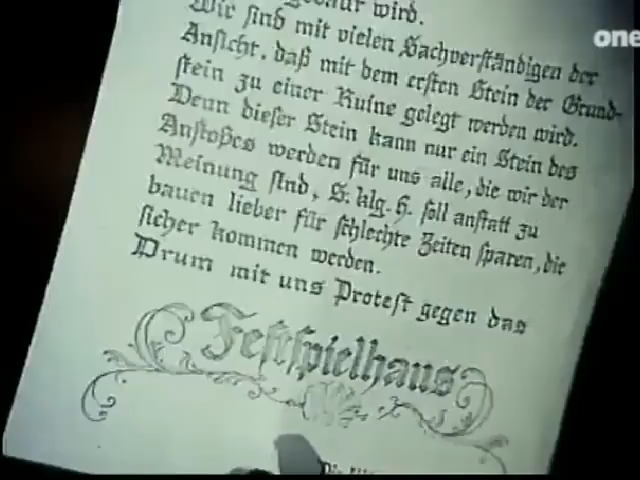 gebaut wird.
Wir sind mit vielen Sachverständigen der
Ansicht, daß mit dem ersten Stein der Grund-
stein zu einer Ruine gelegt werden wird.
Denn dieser Stein kann nur ein Stein des
Anstoßes werden für uns alle, die wir der
Meinung sind, S. klg. H. soll anstatt zu
bauen lieber für schlechte Zeiten sparen, die
sicher kommen werden.
Drum mit uns Protest gegen das
Festspielhaus
one